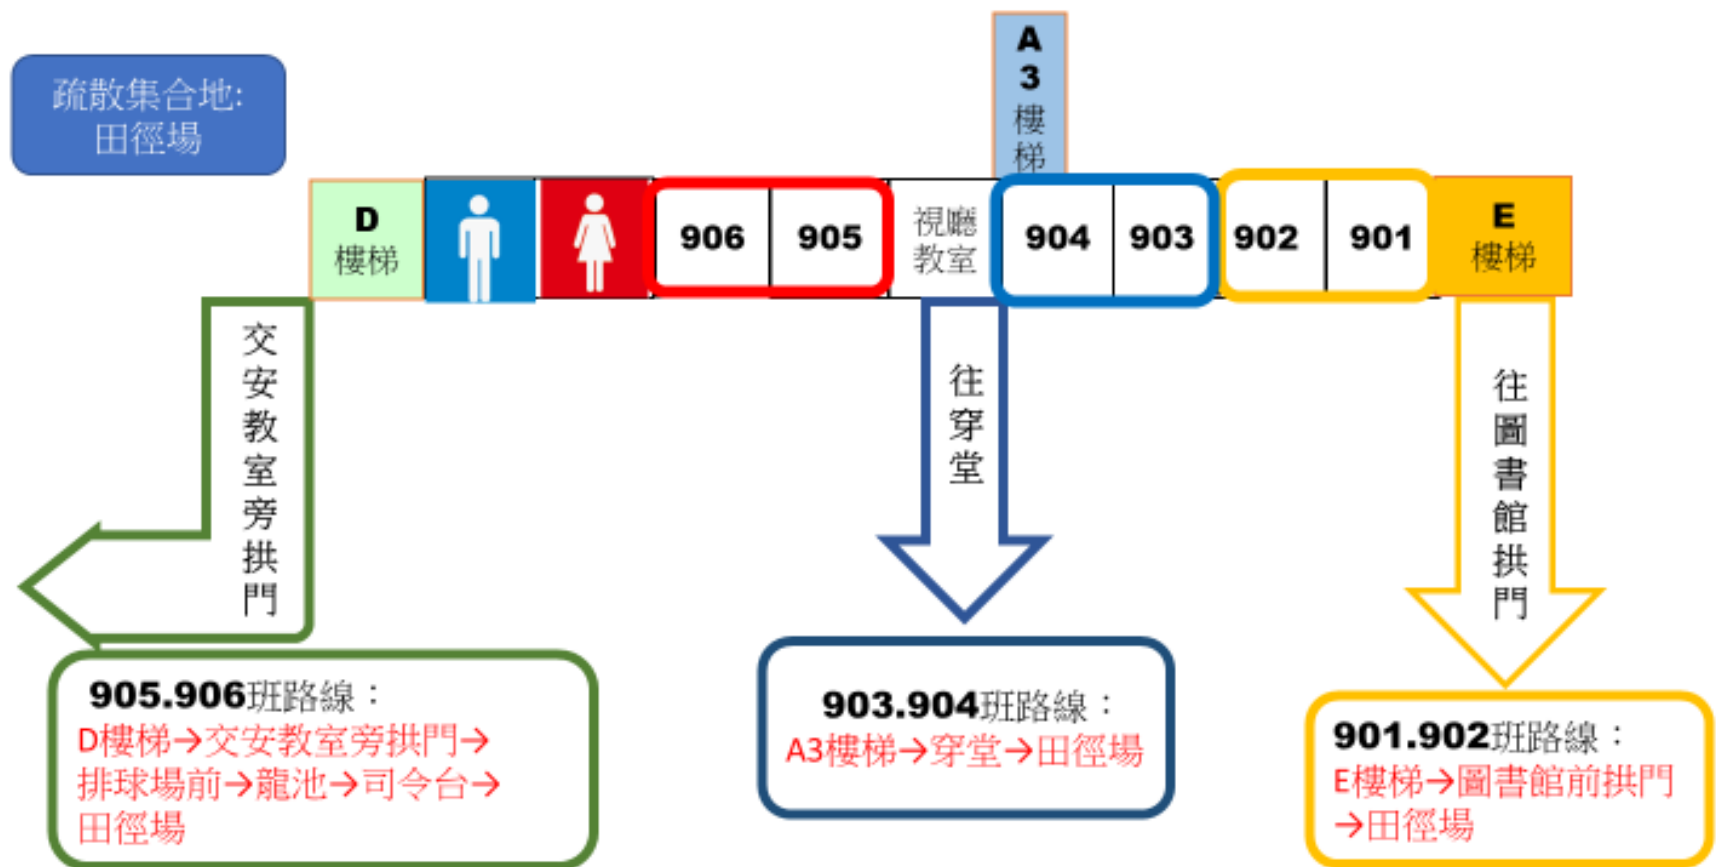 疏散集合地:
田徑場
A
3
樓
梯
D
樓梯
906
905
視廳
教室
904
903
902
901
E
樓梯
交安教室旁拱門
往穿堂
往圖書館拱門
905.906班路線：
D樓梯→交安教室旁拱門→
排球場前→龍池→司令台→
田徑場
903.904班路線：
A3樓梯→穿堂→田徑場
901.902班路線：
E樓梯→圖書館前拱門
→田徑場